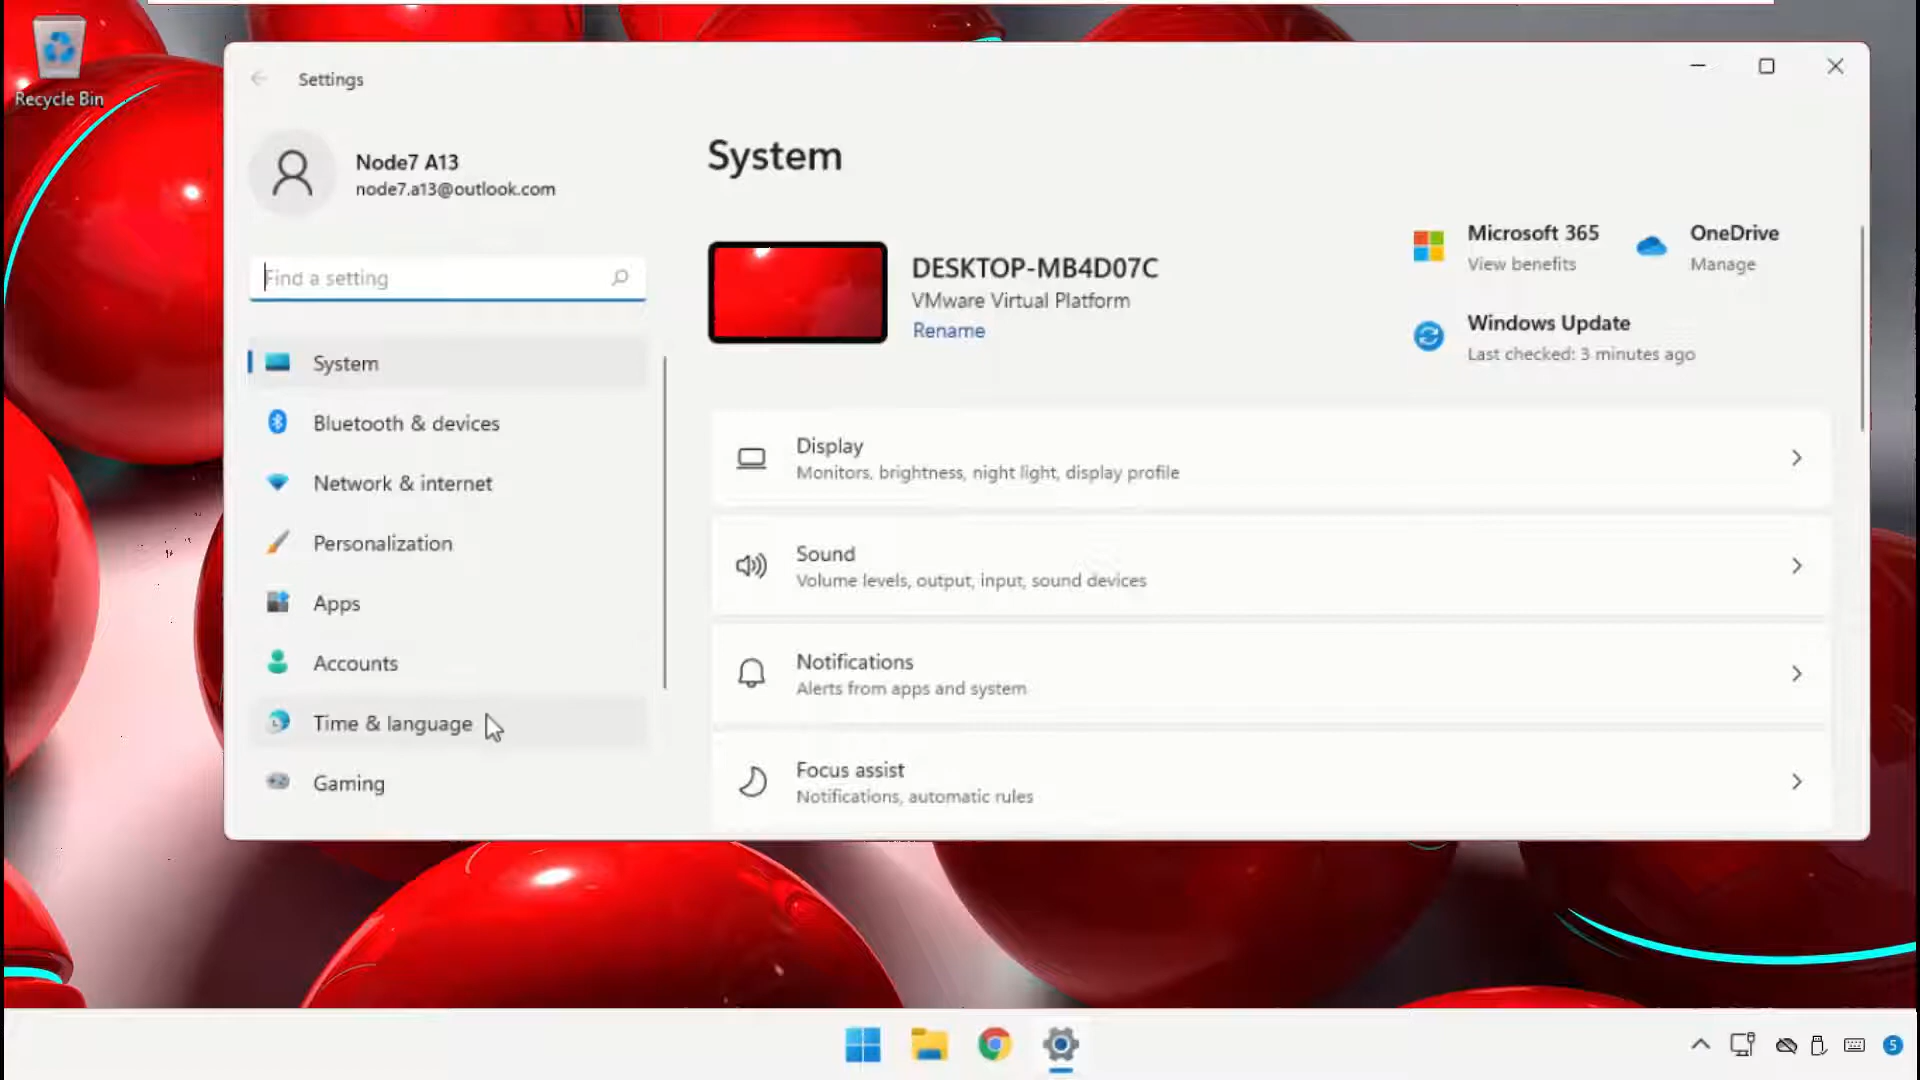 Recycle Bin
Settings
Node7 A13
node7.a13@outlook.com
Find a setting
System
Bluetooth & devices
Network & internet
Personalization
Apps
Accounts
Time & language
Gaming
System
DESKTOP-MB4D07C
VMware Virtual Platform
Rename
Microsoft 365
View benefits
OneDrive
Manage
Windows Update
Last checked: 3 minutes ago
Display
Monitors, brightness, night light, display profile
Sound
Volume levels, output, input, sound devices
Notifications
Alerts from apps and system
Focus assist
Notifications, automatic rules
5